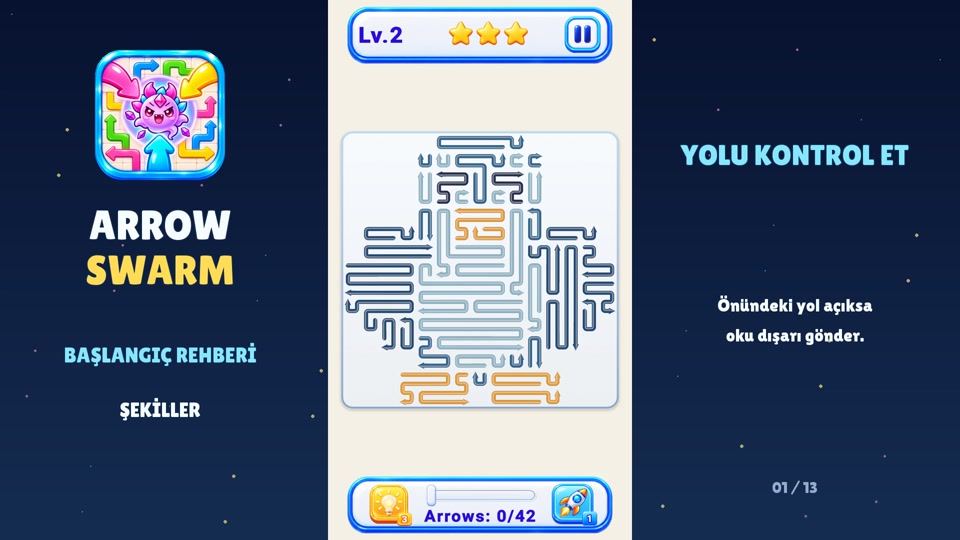 ARROW
SWARM
BAŞLANGIÇ REHBERİ
ŞEKİLLER
Lv.2
3
Arrows: 0/42
1
YOLU KONTROL ET
Önündeki yol açıksa
oku dışarı gönder.
01 / 13